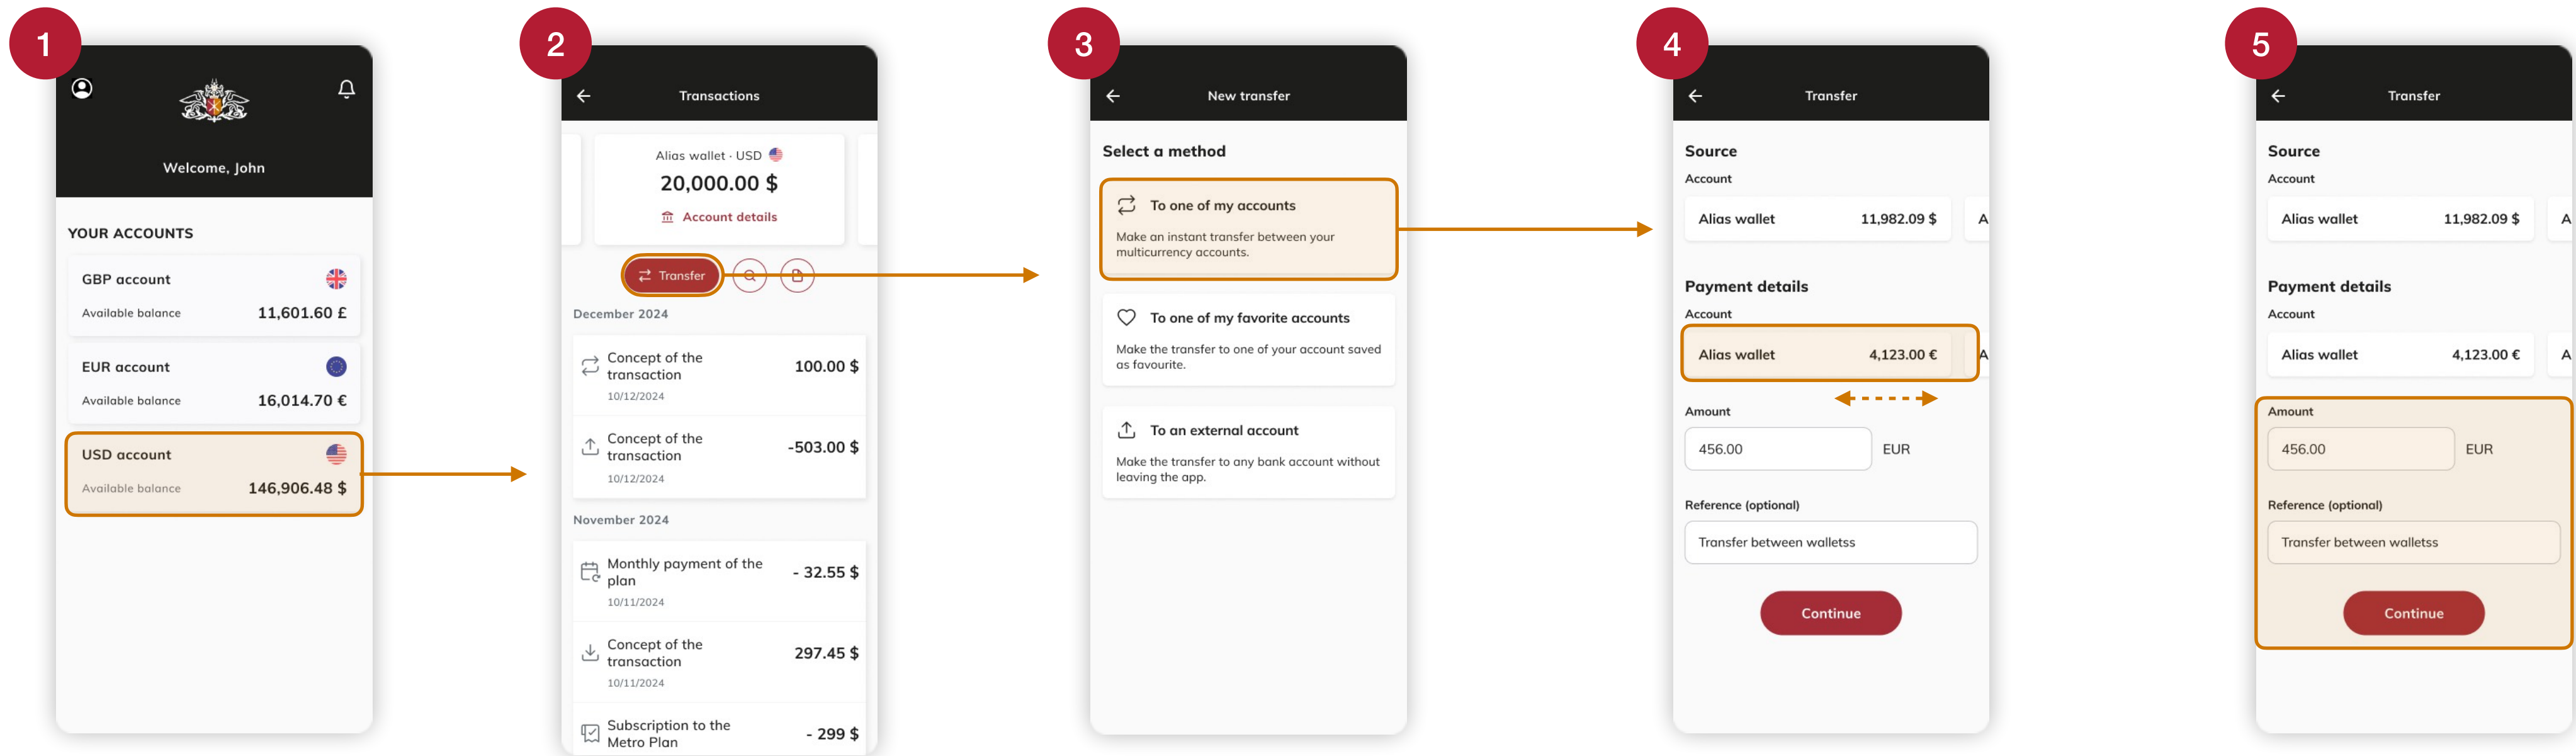 1
Welcome, John
YOUR ACCOUNTS
GBP account
Available balance 11,601.60 £
EUR account
Available balance 16,014.70 €
USD account
Available balance 146,906.48 $
2
Transactions
Alias wallet · USD
20,000.00 $
Account details
Transfer
December 2024
Concept of the
transaction
100.00 $
10/12/2024
Concept of the
transaction
-503.00 $
10/12/2024
November 2024
Monthly payment of the
plan
- 32.55 $
10/11/2024
Concept of the
transaction
297.45 $
10/11/2024
Subscription to the
Metro Plan
- 299 $
3
New transfer
Select a method
To one of my accounts
Make an instant transfer between your
multicurrency accounts.
To one of my favorite accounts
Make the transfer to one of your account saved
as favourite.
To an external account
Make the transfer to any bank account without
leaving the app.
4
Transfer
Source
Account
Alias wallet 11,982.09 $ A
Payment details
Account
Alias wallet 4,123.00 € A
Amount
456.00 EUR
Reference (optional)
Transfer between walletss
Continue
5
Transfer
Source
Account
Alias wallet 11,982.09 $ A
Payment details
Account
Alias wallet 4,123.00 € A
Amount
456.00 EUR
Reference (optional)
Transfer between walletss
Continue